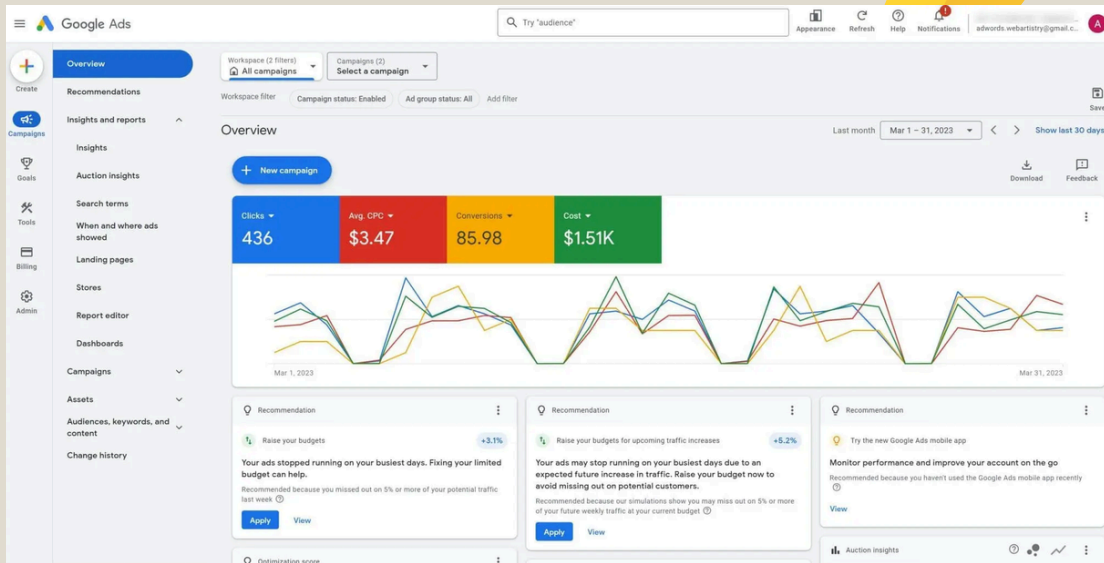 Google Ads
Try "audience"
Appearance
Refresh
Help
Notifications
adwords.webartistry@gmail.c...
A
Create
Campaigns
Goals
Tools
Billing
Admin
Overview
Recommendations
Insights and reports
Insights
Auction insights
Search terms
When and where ads
showed
Landing pages
Stores
Report editor
Dashboards
Campaigns
Assets
Audiences, keywords, and
content
Change history
Workspace (2 filters)
All campaigns
Campaigns (2)
Select a campaign
Workspace filter
Campaign status: Enabled
Ad group status: All
Add filter
Save
Overview
Last month
Mar 1 – 31, 2023
Show last 30 days
New campaign
Download
Feedback
Clicks
436
Avg. CPC
$3.47
Conversions
85.98
Cost
$1.51K
Mar 1, 2023
Mar 31, 2023
Recommendation
Raise your budgets
+3.1%
Your ads stopped running on your busiest days. Fixing your limited
budget can help.
Recommended because you missed out on 5% or more of your potential traffic
last week
Apply
View
Recommendation
Raise your budgets for upcoming traffic increases
+5.2%
Your ads may stop running on your busiest days due to an
expected future increase in traffic. Raise your budget now to
avoid missing out on potential customers.
Recommended because our simulations show you may miss out on 5% or more
of your future weekly traffic at your current budget
Apply
View
Recommendation
Try the new Google Ads mobile app
Monitor performance and improve your account on the go
Recommended because you haven't used the Google Ads mobile app recently
View
Optimization score
Auction insights